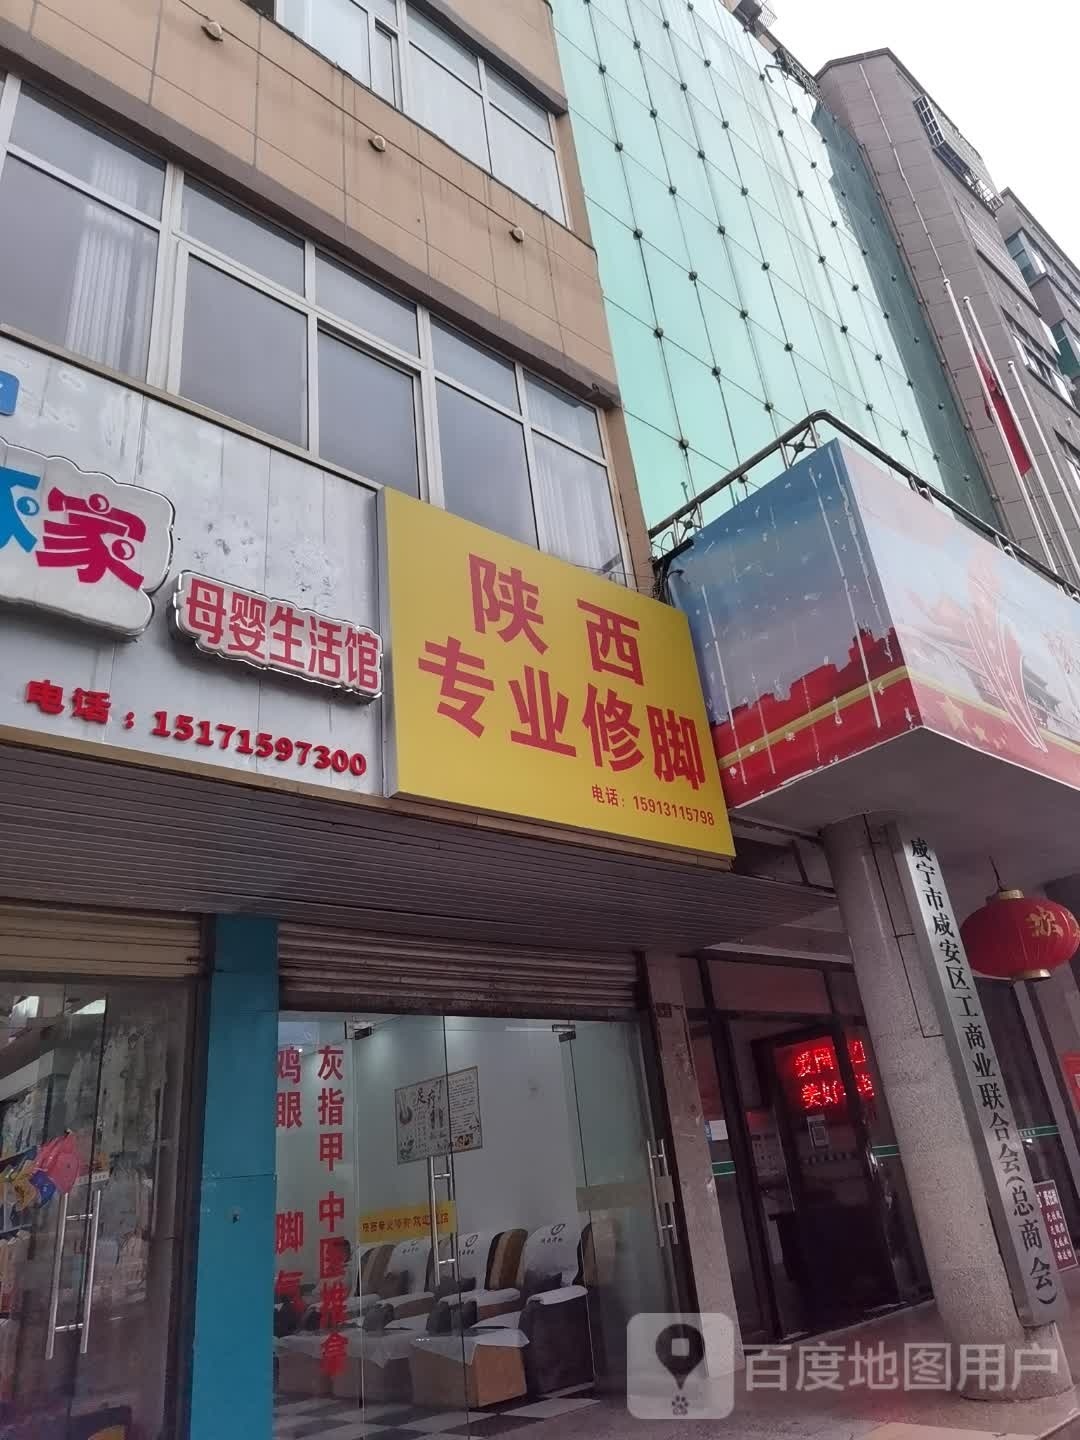 家
母婴生活馆
电话：15171597300
陕西
专业修脚
电话：15913115798
咸宁市咸安区工商业联合会(总商会)
鸡眼 脚气
灰指甲 中医推拿
百度地图用户